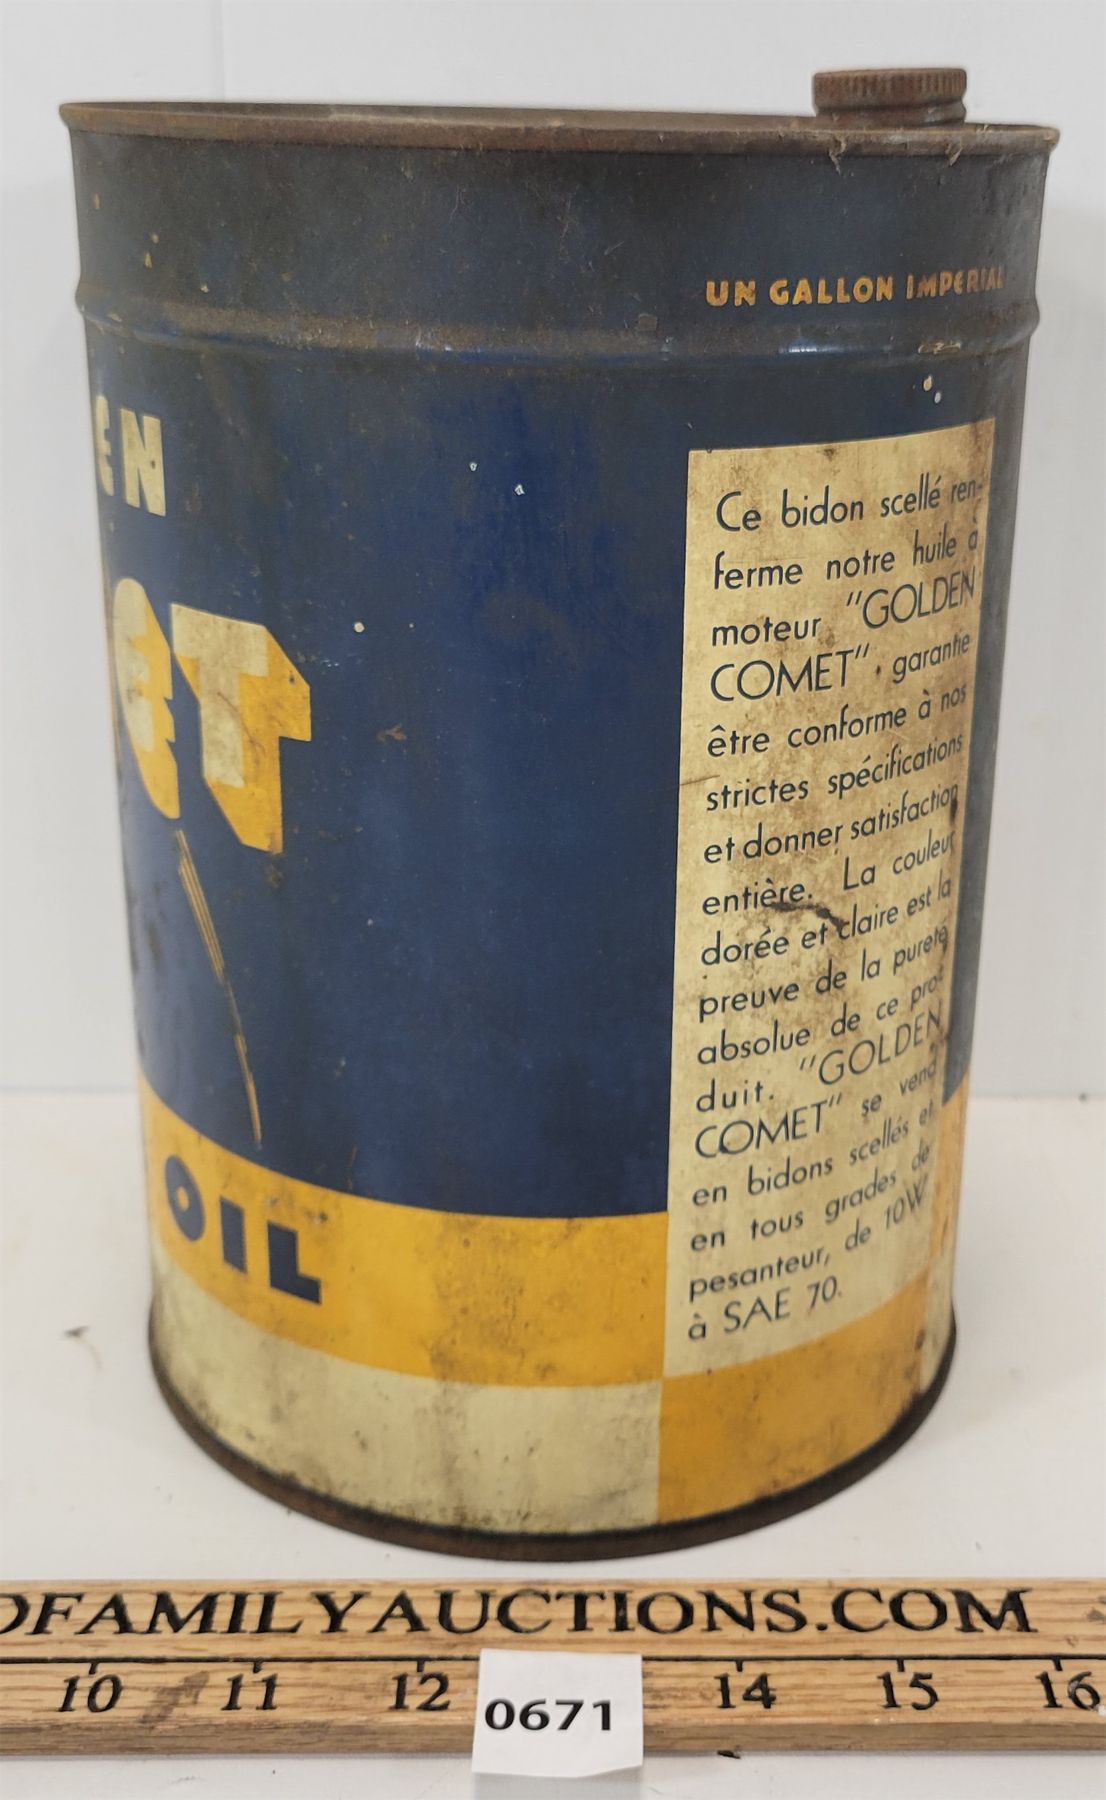 UN GALLON IMPERIAL
EN
ET
OIL
Ce bidon scellé ren-
ferme notre huile à
moteur "GOLDEN
COMET" garantie
être conforme à nos
strictes spécifications
et donner satisfaction
entière. La couleur
dorée et claire est la
preuve de la pureté
absolue de ce pro-
duit. "GOLDEN
COMET" se vend
en bidons scellés et
en tous grades de
pesanteur, de 10W
à SAE 70.
FAMILYAUCTIONS.COM
10 11 12 14 15 16
0671